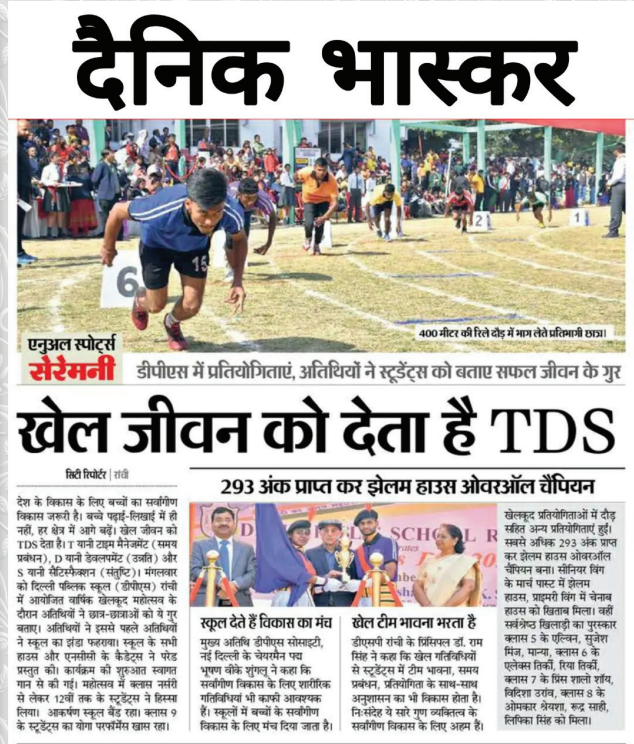 दैनिक भास्कर
6
15
2
1
400 मीटर की रिले दौड़ में भाग लेते प्रतिभागी छात्र।
एनुअल स्पोर्ट्स
सेरेमनी
डीपीएस में प्रतियोगिताएं, अतिथियों ने स्टूडेंट्स को बताए सफल जीवन के गुर
खेल जीवन को देता है TDS
सिटी रिपोर्टर | रांची
देश के विकास के लिए बच्चों का सर्वांगीण
विकास जरूरी है। बच्चे पढ़ाई-लिखाई में ही
नहीं, हर क्षेत्र में आगे बढ़ें। खेल जीवन को
TDS देता है। T यानी टाइम मैनेजमेंट (समय
प्रबंधन), D यानी डेवलपमेंट (उन्नति) और
S यानी सैटिस्फैक्शन (संतुष्टि)। मंगलवार
को दिल्ली पब्लिक स्कूल (डीपीएस) रांची
में आयोजित वार्षिक खेलकूद महोत्सव के
दौरान अतिथियों ने छात्र-छात्राओं को ये गुर
बताए। अतिथियों ने इससे पहले अतिथियों
ने स्कूल का झंडा फहराया। स्कूल के सभी
हाउस और एनसीसी के कैडेट्स ने परेड
प्रस्तुत की। कार्यक्रम की शुरुआत स्वागत
गान से की गई। महोत्सव में क्लास नर्सरी
से लेकर 12वीं तक के स्टूडेंट्स ने हिस्सा
लिया। आकर्षण स्कूल बैंड रहा। क्लास 9
के स्टूडेंट्स का योगा परफॉर्मेंस खास रहा।
293 अंक प्राप्त कर झेलम हाउस ओवरऑल चैंपियन
SCHOOL R
स्कूल देते हैं विकास का मंच
मुख्य अतिथि डीपीएस सोसाइटी,
नई दिल्ली के चेयरमैन पद्म
भूषण वीके शुंगलू ने कहा कि
सर्वांगीण विकास के लिए शारीरिक
गतिविधियां भी काफी आवश्यक
हैं। स्कूलों में बच्चों के सर्वांगीण
विकास के लिए मंच दिया जाता है।
खेल टीम भावना भरता है
डीएसपी रांची के प्रिंसिपल डॉ. राम
सिंह ने कहा कि खेल गतिविधियों
से स्टूडेंट्स में टीम भावना, समय
प्रबंधन, प्रतियोगिता के साथ-साथ
अनुशासन का भी विकास होता है।
निःसंदेह ये सारे गुण व्यक्तित्व के
सर्वांगीण विकास के लिए अहम हैं।
खेलकूद प्रतियोगिताओं में दौड़
सहित अन्य प्रतियोगिताएं हुईं।
सबसे अधिक 293 अंक प्राप्त
कर झेलम हाउस ओवरऑल
चैंपियन बना। सीनियर विंग
के मार्च पास्ट में झेलम
हाउस, प्राइमरी विंग में चेनाब
हाउस को खिताब मिला। वहीं
सर्वश्रेष्ठ खिलाड़ी का पुरस्कार
क्लास 5 के एल्विन, सुजेश
मिंज, मान्या, क्लास 6 के
एलेक्स तिर्की, रिया तिर्की,
क्लास 7 के प्रिंस शालो शॉय,
विदिशा उरांव, क्लास 8 के
ओमकार श्रेयशा, रूद्र साही,
लिपिका सिंह को मिला।